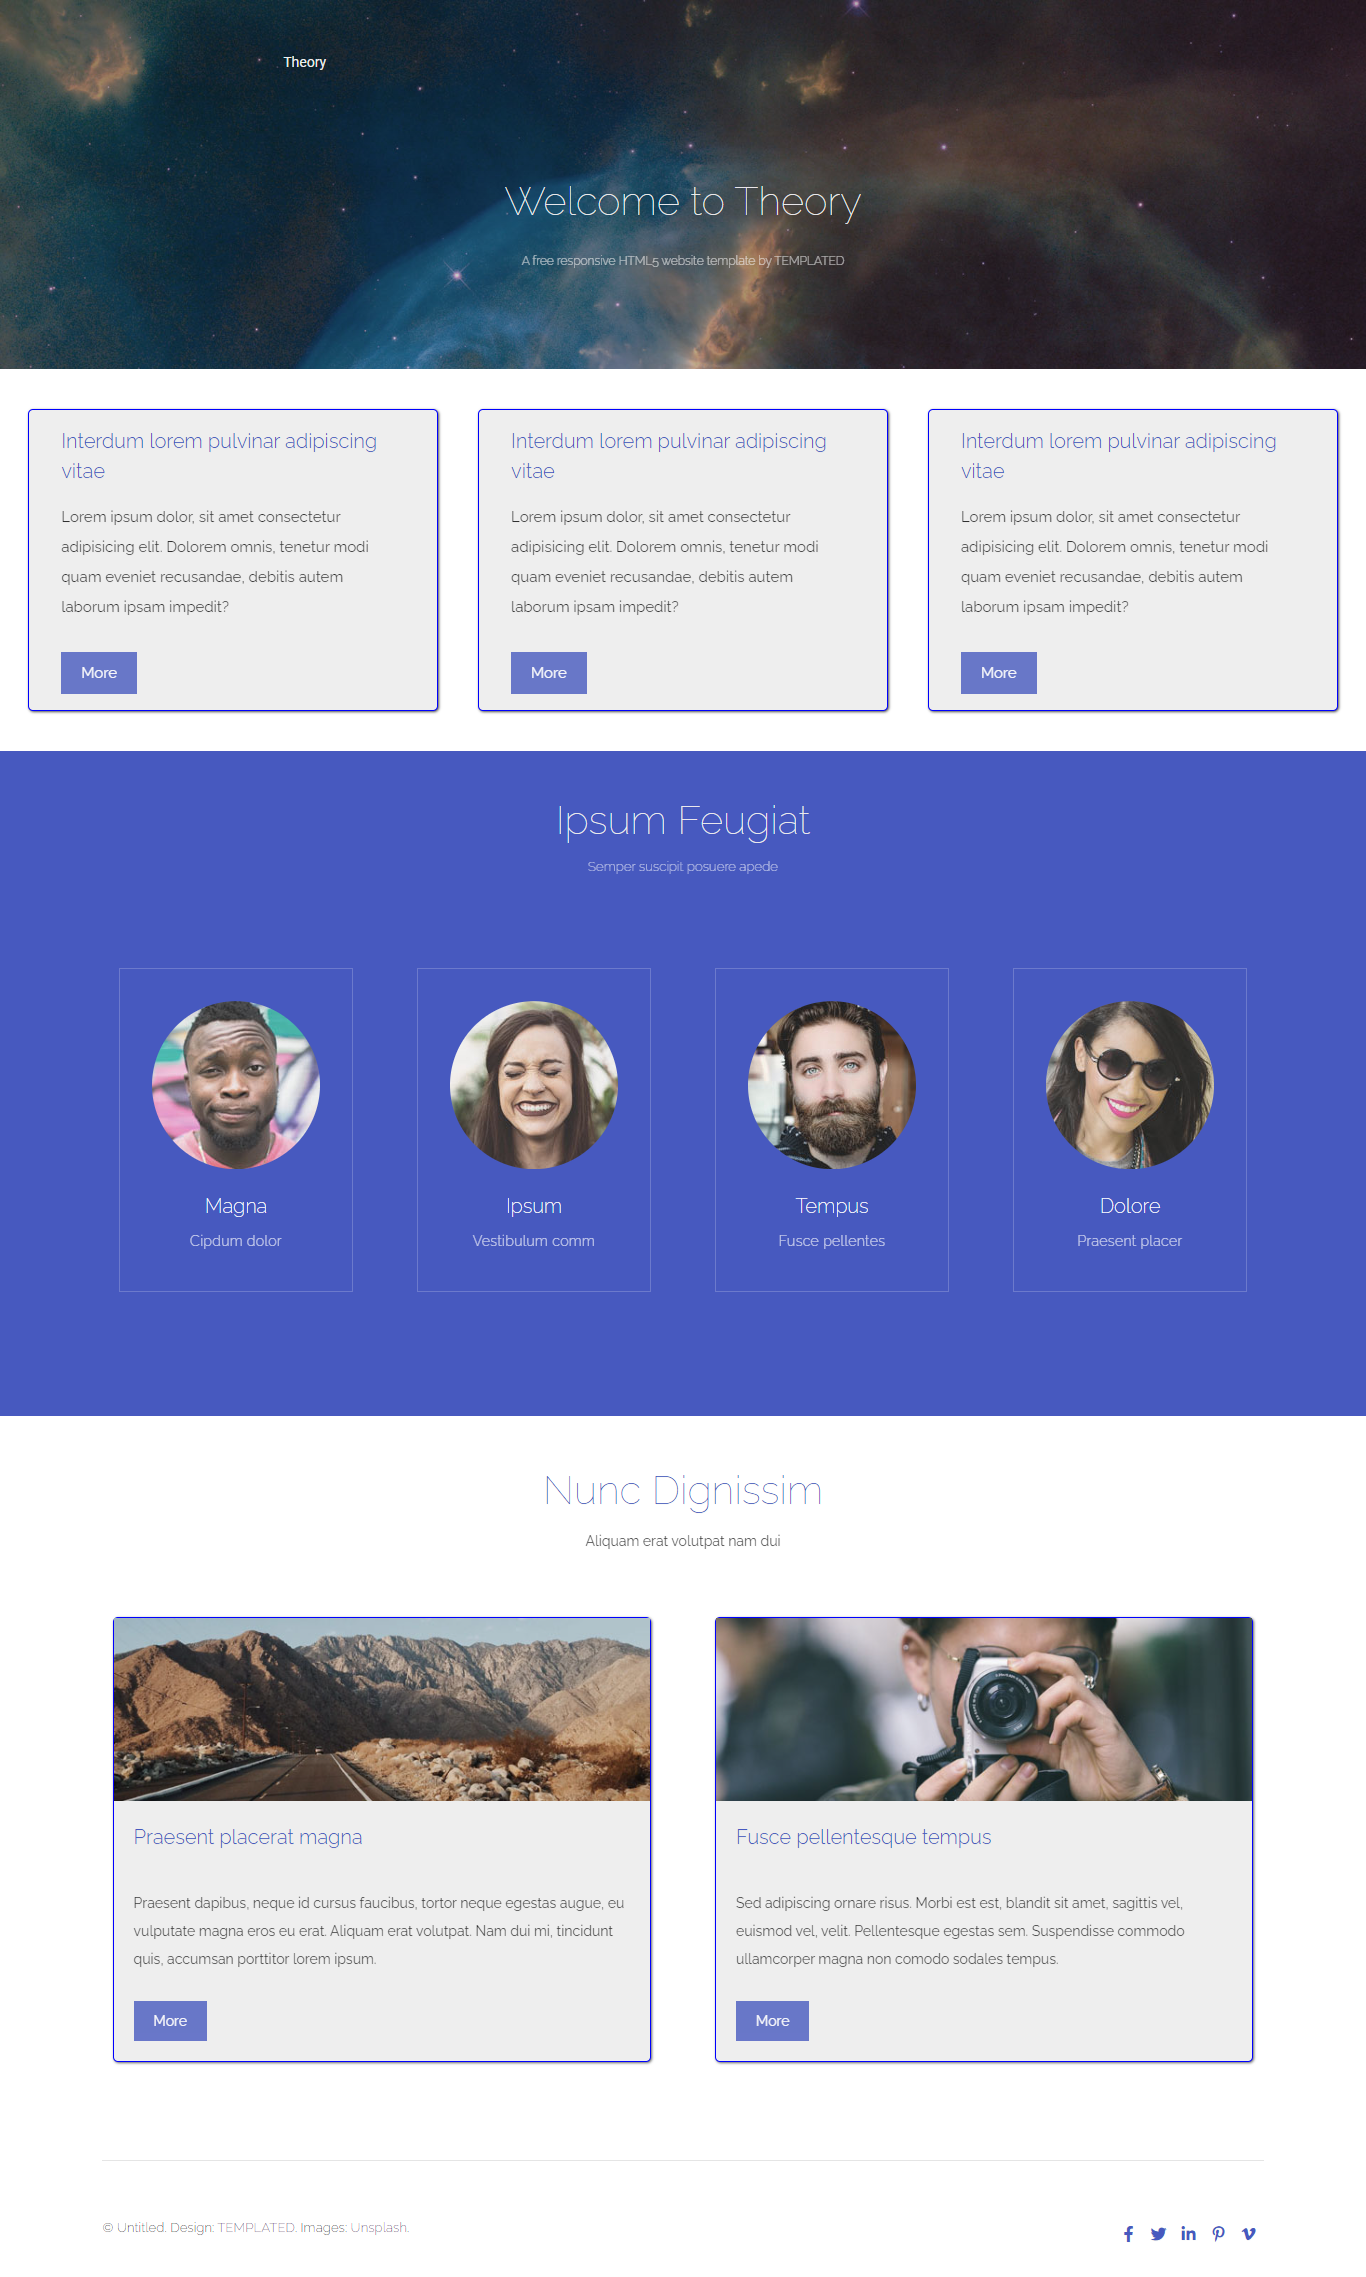 Theory
Welcome to Theory
A free responsive HTML5 website template by TEMPLATED
Interdum lorem pulvinar adipiscing
vitae
Lorem ipsum dolor, sit amet consectetur
adipisicing elit. Dolorem omnis, tenetur modi
quam eveniet recusandae, debitis autem
laborum ipsam impedit?
More
Interdum lorem pulvinar adipiscing
vitae
Lorem ipsum dolor, sit amet consectetur
adipisicing elit. Dolorem omnis, tenetur modi
quam eveniet recusandae, debitis autem
laborum ipsam impedit?
More
Interdum lorem pulvinar adipiscing
vitae
Lorem ipsum dolor, sit amet consectetur
adipisicing elit. Dolorem omnis, tenetur modi
quam eveniet recusandae, debitis autem
laborum ipsam impedit?
More
Ipsum Feugiat
Semper suscipit posuere apede
Magna
Cipdum dolor
Ipsum
Vestibulum comm
Tempus
Fusce pellentes
Dolore
Praesent placer
Nunc Dignissim
Aliquam erat volutpat nam dui
Praesent placerat magna
Praesent dapibus, neque id cursus faucibus, tortor neque egestas augue, eu
vulputate magna eros eu erat. Aliquam erat volutpat. Nam dui mi, tincidunt
quis, accumsan porttitor lorem ipsum.
More
Fusce pellentesque tempus
Sed adipiscing ornare risus. Morbi est est, blandit sit amet, sagittis vel,
euismod vel, velit. Pellentesque egestas sem. Suspendisse commodo
ullamcorper magna non comodo sodales tempus.
More
© Untitled. Design: TEMPLATED. Images: Unsplash.